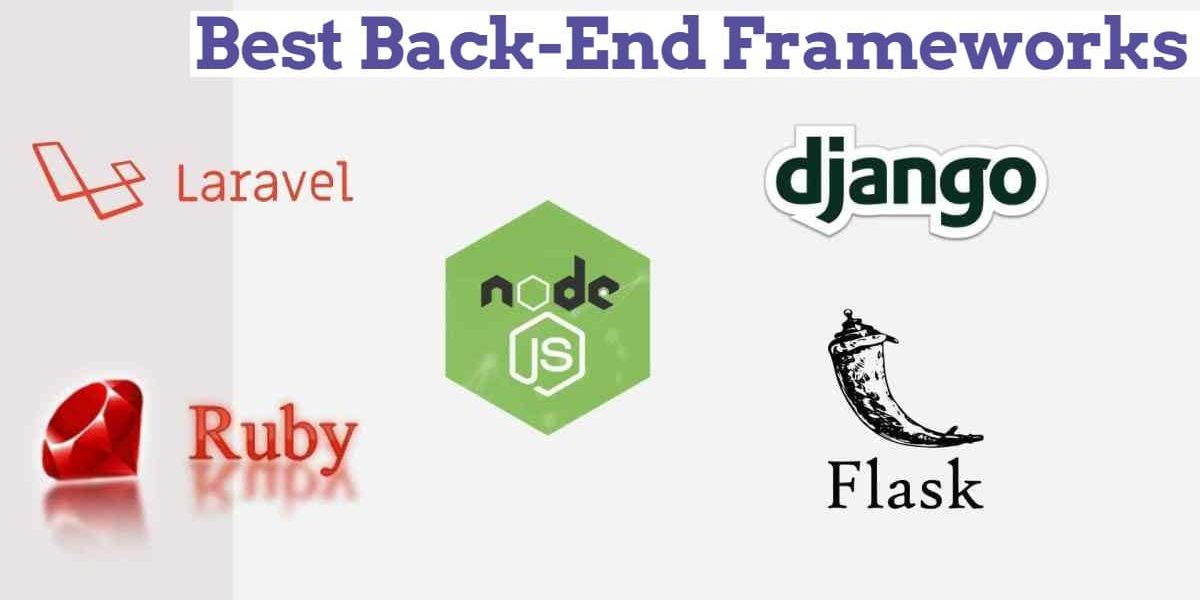 Best Back-End Frameworks
Laravel
django
node
JS
Ruby
Flask